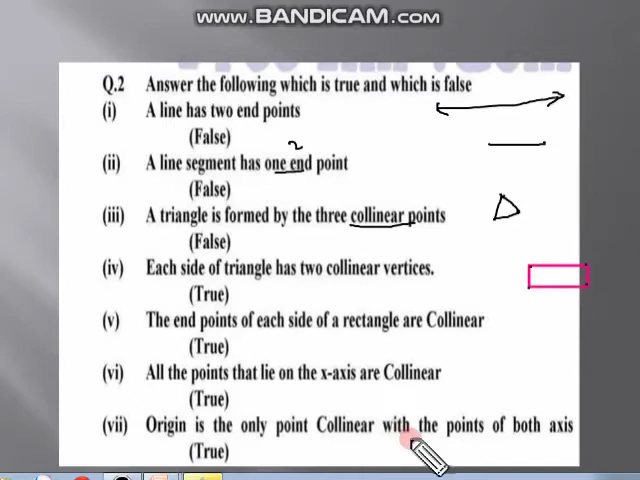 WWW.BANDICAM.COM
Q.2 Answer the following which is true and which is false
(i) A line has two end points
(False)
2
(ii) A line segment has one end point
(False)
(iii) A triangle is formed by the three collinear points
(False)
(iv) Each side of triangle has two collinear vertices.
(True)
(v) The end points of each side of a rectangle are Collinear
(True)
(vi) All the points that lie on the x-axis are Collinear
(True)
(vii) Origin is the only point Collinear with the points of both axis
(True)